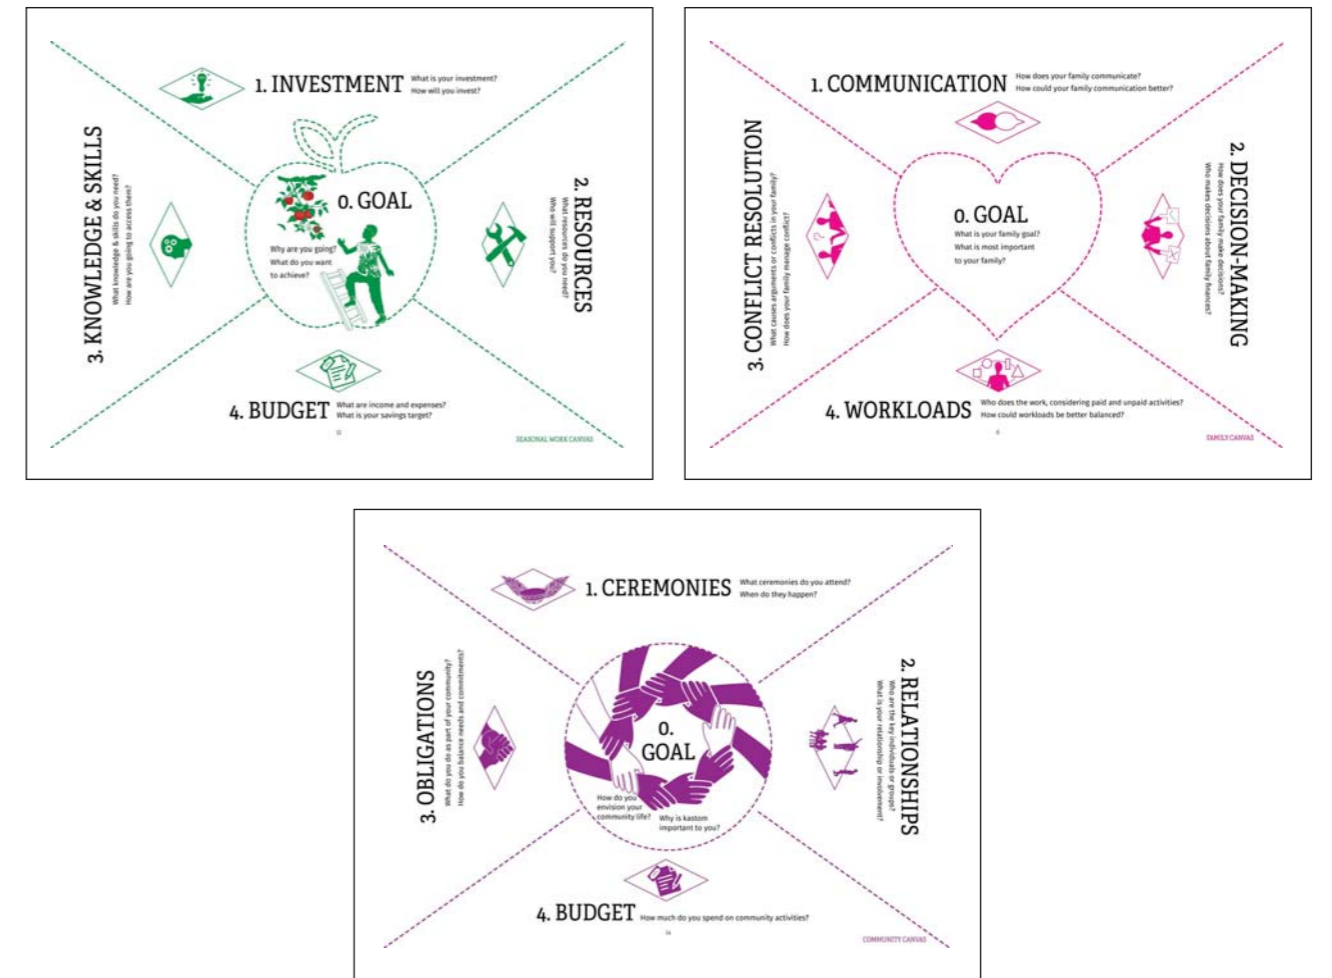 1. INVESTMENT
What is your investment?
How will you invest?
0. GOAL
Why are you going?
What do you want
to achieve?
2. RESOURCES
What resources do you need?
Who will support you?
3. KNOWLEDGE & SKILLS
What knowledge & skills do you need?
How are you going to access them?
4. BUDGET
What are income and expenses?
What is your savings target?
12
SEASONAL WORK CANVAS
1. COMMUNICATION
How does your family communicate?
How could your family communication better?
0. GOAL
What is your family goal?
What is most important
to your family?
2. DECISION-MAKING
How does your family make decisions?
Who makes decisions about family finances?
3. CONFLICT RESOLUTION
What causes arguments or conflicts in your family?
How does your family manage conflict?
4. WORKLOADS
Who does the work, considering paid and unpaid activities?
How could workloads be better balanced?
6
FAMILY CANVAS
1. CEREMONIES
What ceremonies do you attend?
When do they happen?
0.
GOAL
How do you
envision your
community life?
Why is kastom
important to you?
2. RELATIONSHIPS
Who are the key individuals or groups?
What is your relationship or involvement?
3. OBLIGATIONS
What do you do as part of your community?
How do you balance needs and commitments?
4. BUDGET
How much do you spend on community activities?
14
COMMUNITY CANVAS